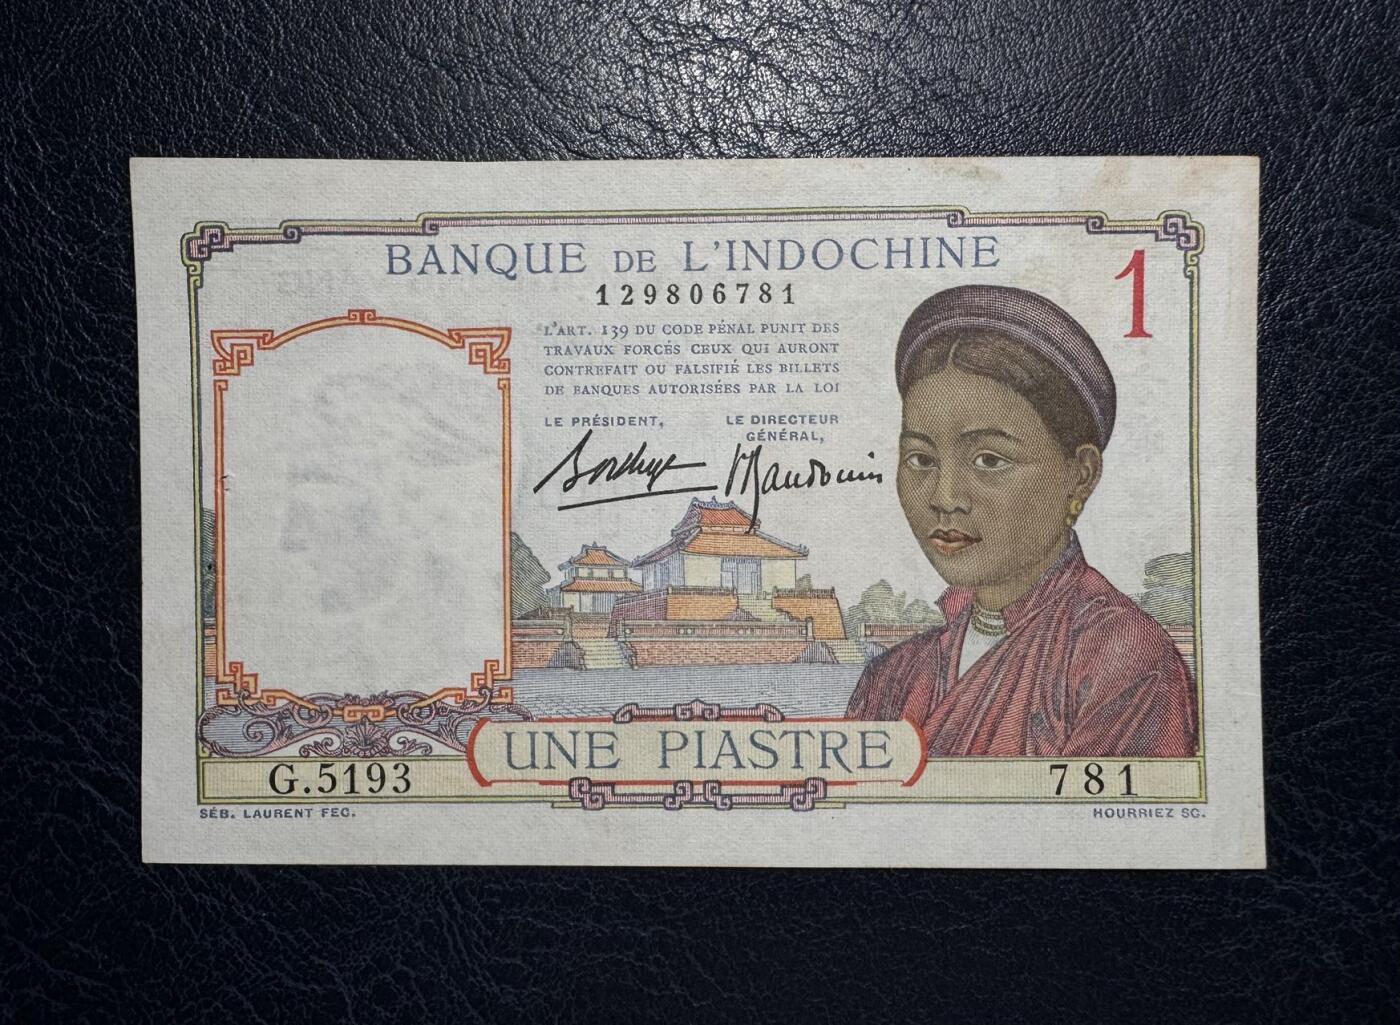 BANQUE DE L'INDOCHINE
1
129806781
L'ART. 139 DU CODE PÉNAL PUNIT DES
TRAVAUX FORCÉS CEUX QUI AURONT
CONTREFAIT OU FALSIFIÉ LES BILLETS
DE BANQUES AUTORISÉES PAR LA LOI
LE PRÉSIDENT,
LE DIRECTEUR
GÉNÉRAL,
UNE PIASTRE
G.5193
781
SÉB. LAURENT FEC.
HOURRIEZ SC.